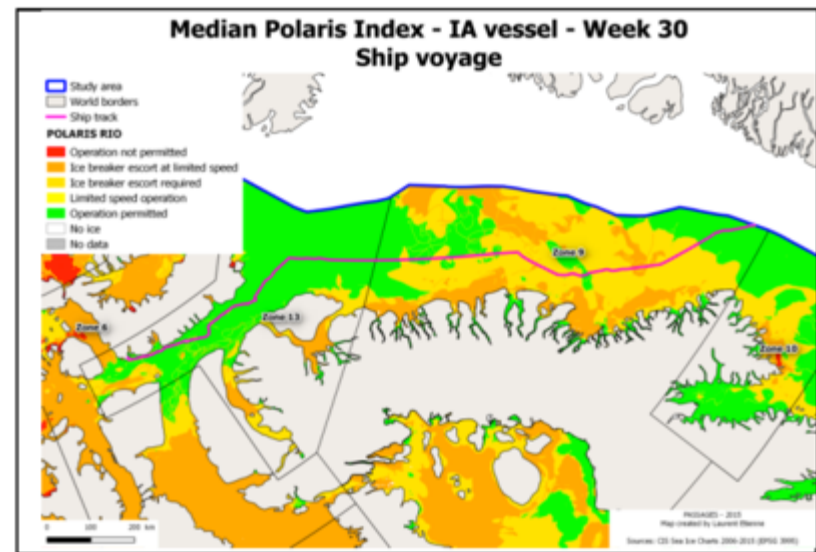 Median Polaris Index - IA vessel - Week 30
Ship voyage
Study area
World borders
Ship track
POLARIS RIO
Operation not permitted
Ice breaker escort at limited speed
Ice breaker escort required
Limited speed operation
Operation permitted
No ice
No data
Zone 9
Zone 13
Zone 6
Zone 10
0 100 200 km
PASSAGES - 2015
Map created by Laurent Etienne
Sources: CIS Sea Ice Charts 2006-2015 (EPSG 3995)